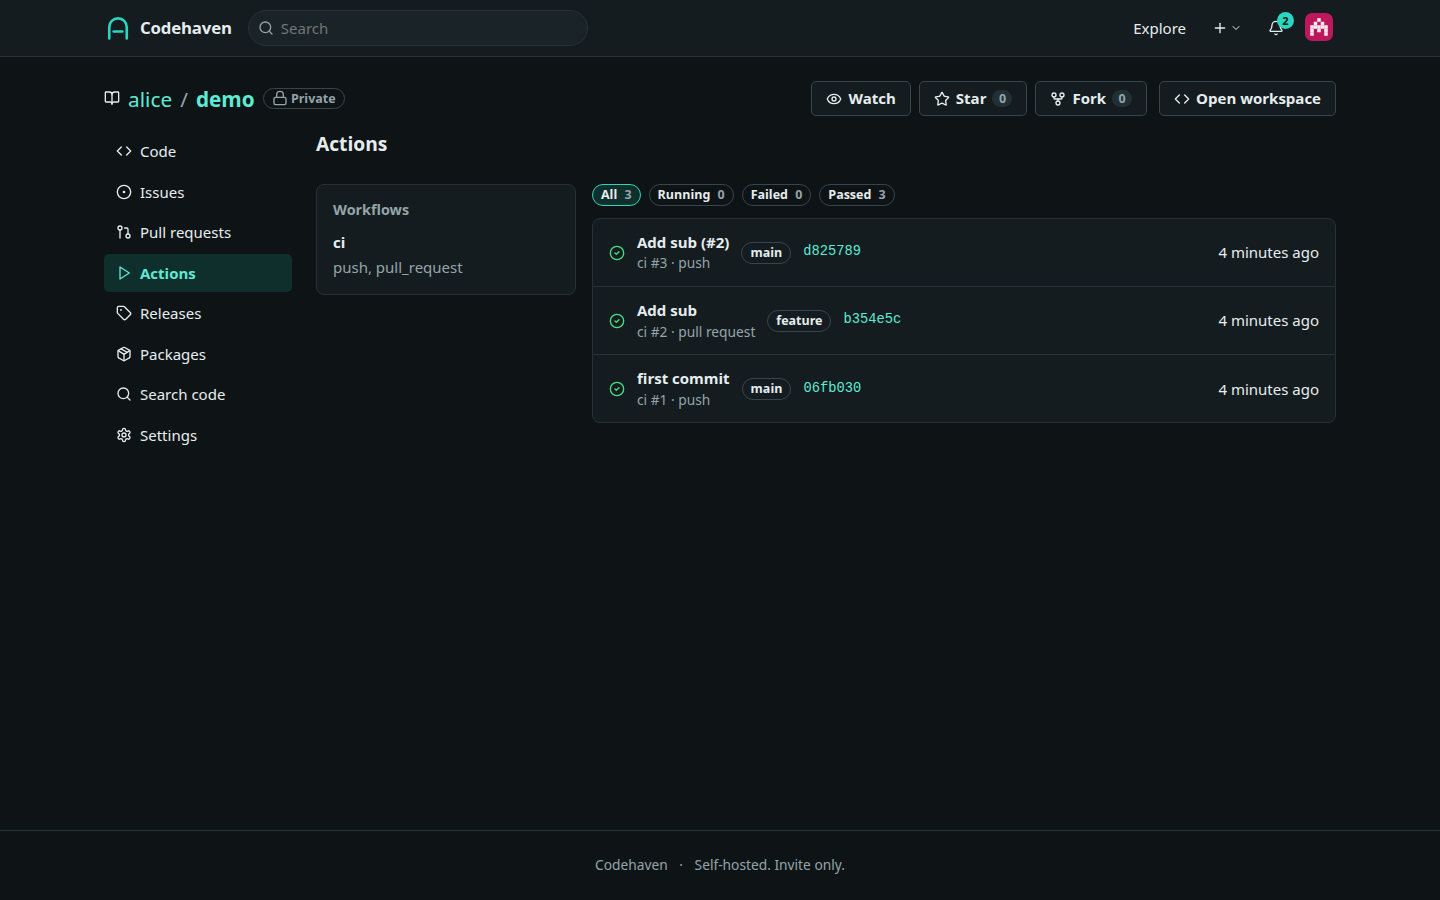 Codehaven
Search
Explore
2
alice / demo
Private
Watch
Star 0
Fork 0
Open workspace
Code
Issues
Pull requests
Actions
Releases
Packages
Search code
Settings
Actions
Workflows
ci
push, pull_request
All 3
Running 0
Failed 0
Passed 3
Add sub (#2)
ci #3 · push
main
d825789
4 minutes ago
Add sub
ci #2 · pull request
feature
b354e5c
4 minutes ago
first commit
ci #1 · push
main
06fb030
4 minutes ago
Codehaven · Self-hosted. Invite only.